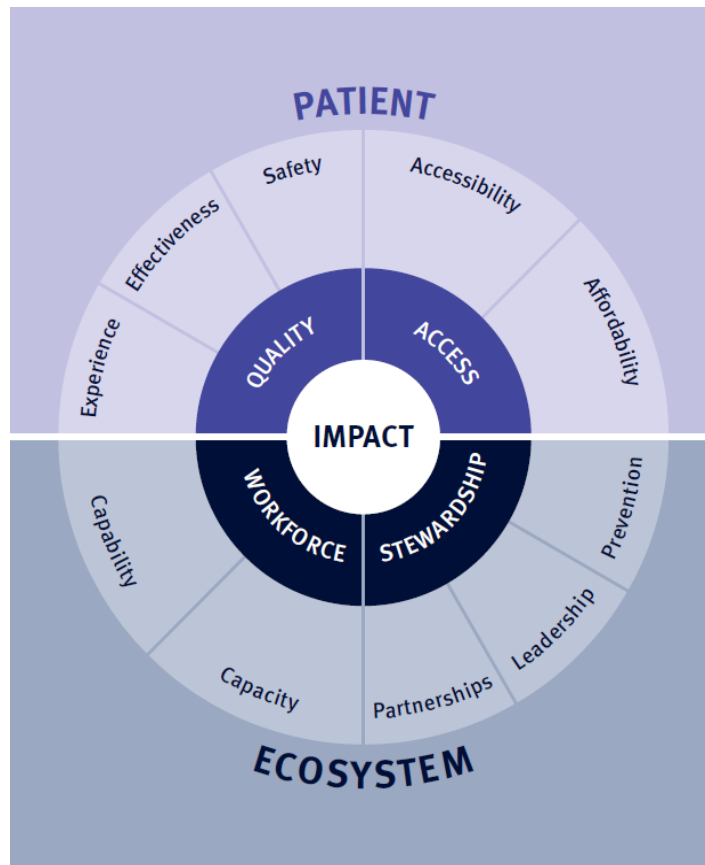 PATIENT
Safety
Accessibility
Effectiveness
Affordability
Experience
QUALITY
ACCESS
IMPACT
WORKFORCE
STEWARDSHIP
Capability
Prevention
Leadership
Capacity
Partnerships
ECOSYSTEM